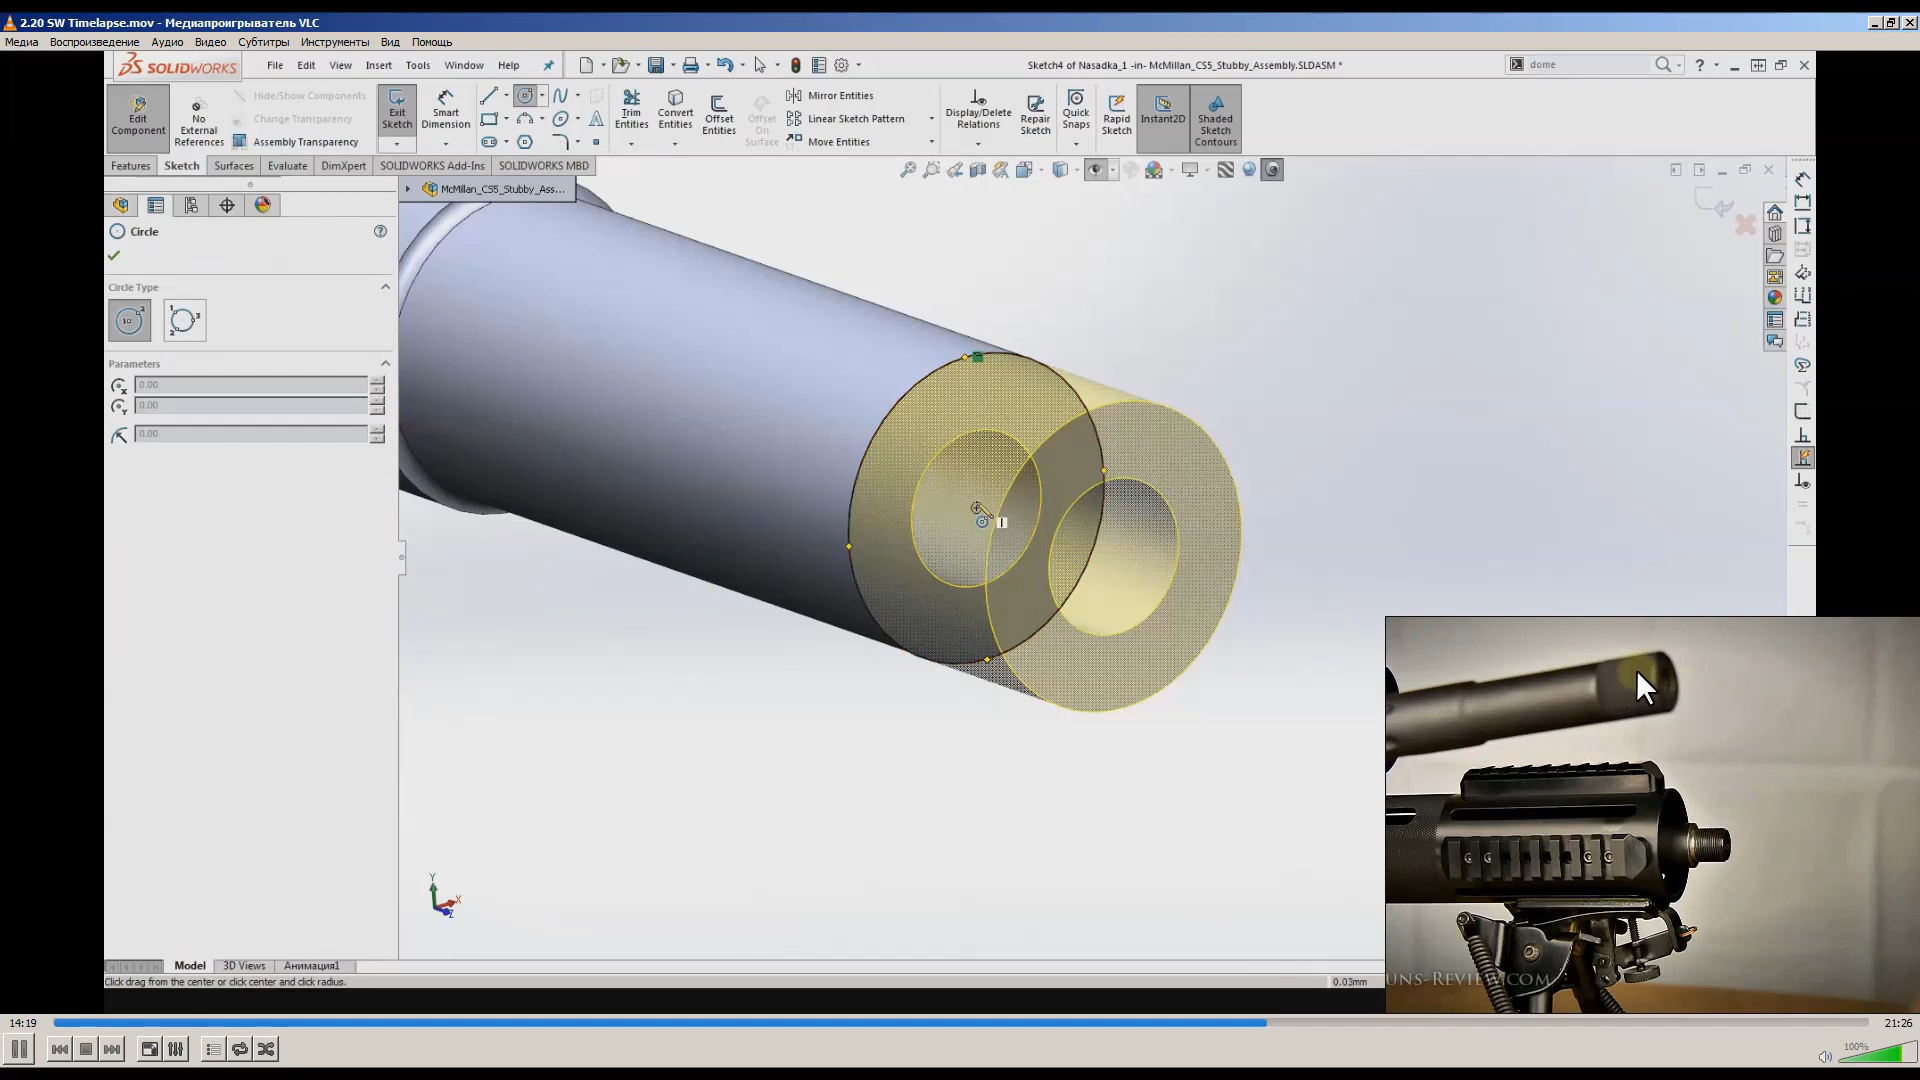 2.20 SW Timelapse.mov - Медиапроигрыватель VLC
Медиа Воспроизведение Аудио Видео Субтитры Инструменты Вид Помощь
SOLIDWORKS File Edit View Insert Tools Window Help
Sketch4 of Nasadka_1 -in- McMillan_CS5_Stubby_Assembly.SLDASM *
dome
Edit Component
No External References
Hide/Show Components
Change Transparency
Assembly Transparency
Exit Sketch
Smart Dimension
Trim Entities
Convert Entities
Offset Entities
Offset On Surface
Mirror Entities
Linear Sketch Pattern
Move Entities
Display/Delete Relations
Repair Sketch
Quick Snaps
Rapid Sketch
Instant2D
Shaded Sketch Contours
Features Sketch Surfaces Evaluate DimXpert SOLIDWORKS Add-Ins SOLIDWORKS MBD
McMillan_CS5_Stubby_Ass...
Circle
Circle Type
Parameters
0.00
0.00
0.00
Y
X
Z
Model 3D Views Анимация1
Click drag from the center or click center and click radius.
0.03mm
UNS-REVIEW.COM
14:19
21:26
100%